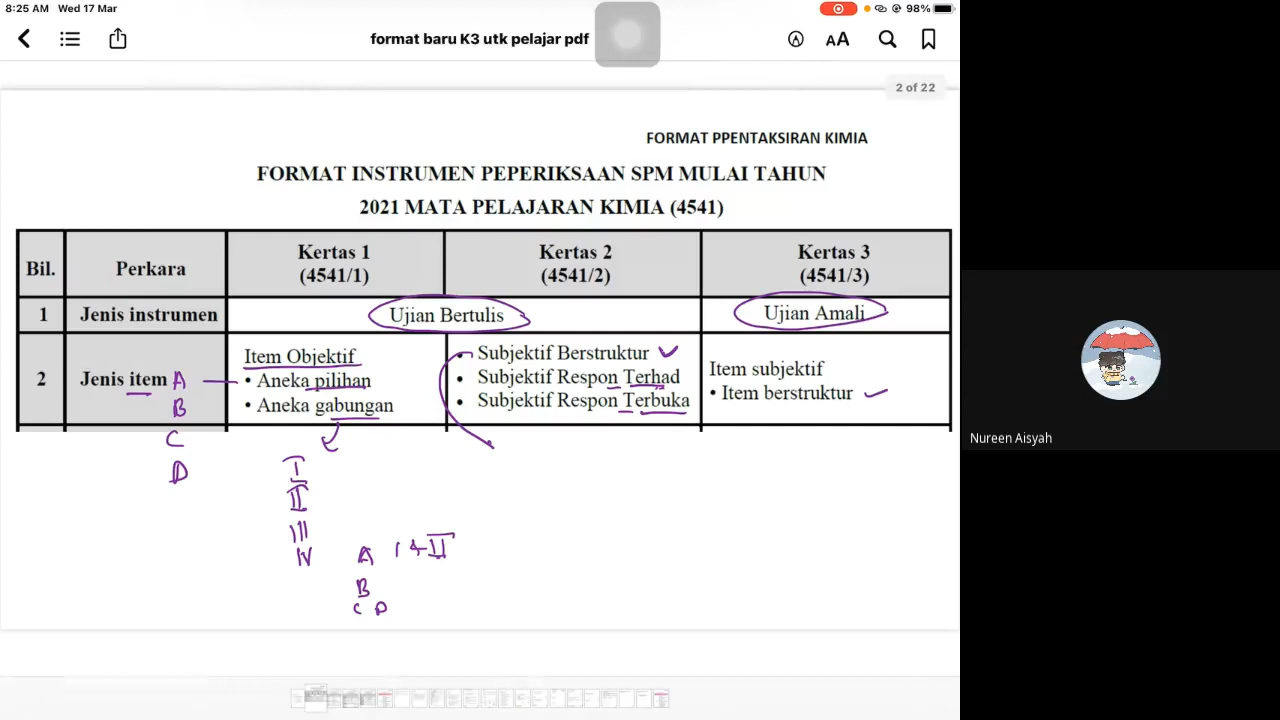 8:25 AM Wed 17 Mar
98%
format baru K3 utk pelajar pdf
AA
2 of 22
FORMAT PPENTAKSIRAN KIMIA
FORMAT INSTRUMEN PEPERIKSAAN SPM MULAI TAHUN
2021 MATA PELAJARAN KIMIA (4541)
Bil.
Perkara
Kertas 1
(4541/1)
Kertas 2
(4541/2)
Kertas 3
(4541/3)
1
Jenis instrumen
Ujian Bertulis
Ujian Amali
2
Jenis item
A
B
C
D
Item Objektif
• Aneka pilihan
• Aneka gabungan
• Subjektif Berstruktur
• Subjektif Respon Terhad
• Subjektif Respon Terbuka
Item subjektif
• Item berstruktur
I
II
III
IV
A I & II
B
C D
Nureen Aisyah